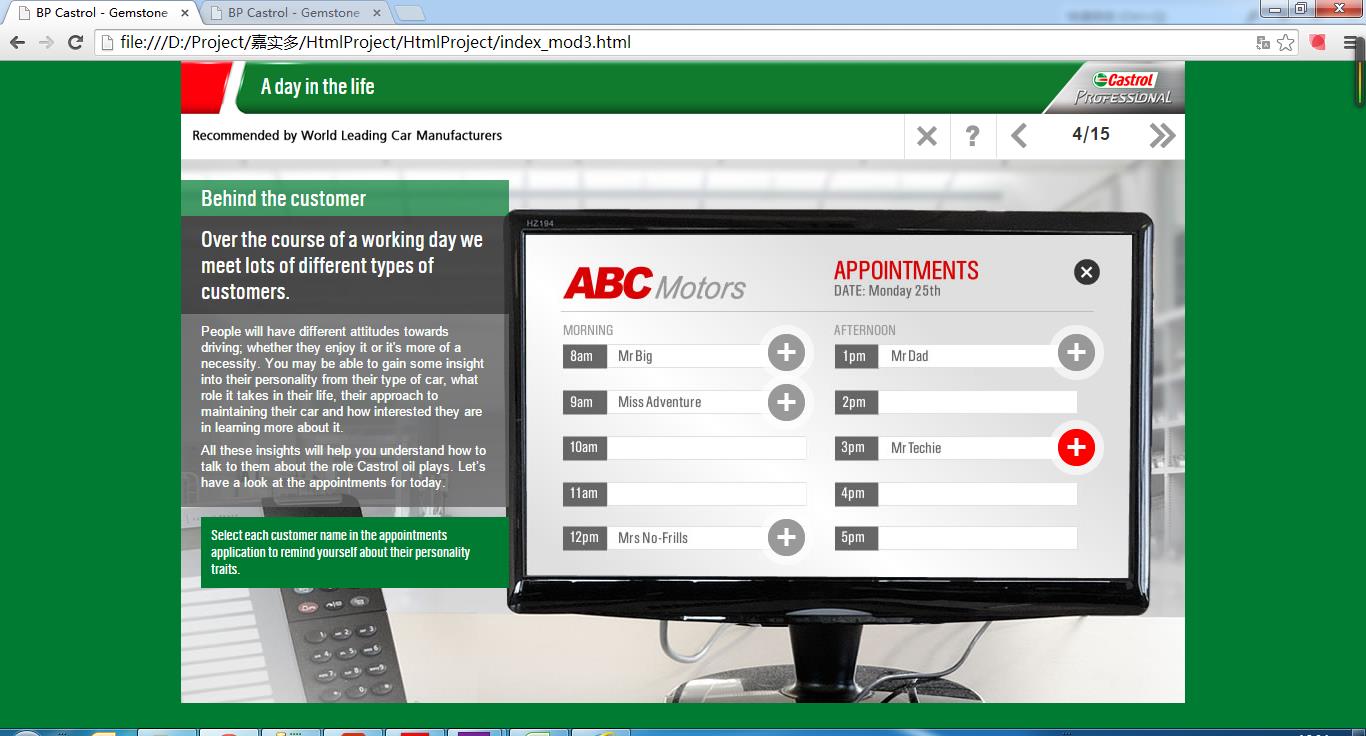 BP Castrol - Gemstone
BP Castrol - Gemstone
file:///D:/Project/嘉实多/HtmlProject/HtmlProject/index_mod3.html
A day in the life
Castrol
PROFESSIONAL
Recommended by World Leading Car Manufacturers
?
4/15
Behind the customer
Over the course of a working day we
meet lots of different types of
customers.
People will have different attitudes towards
driving; whether they enjoy it or it's more of a
necessity. You may be able to gain some insight
into their personality from their type of car, what
role it takes in their life, their approach to
maintaining their car and how interested they are
in learning more about it.
All these insights will help you understand how to
talk to them about the role Castrol oil plays. Let's
have a look at the appointments for today.
Select each customer name in the appointments
application to remind yourself about their personality
traits.
HZ194
ABC Motors
APPOINTMENTS
DATE: Monday 25th
MORNING
8am Mr Big
9am Miss Adventure
10am
11am
12pm Mrs No-Frills
AFTERNOON
1pm Mr Dad
2pm
3pm Mr Techie
4pm
5pm